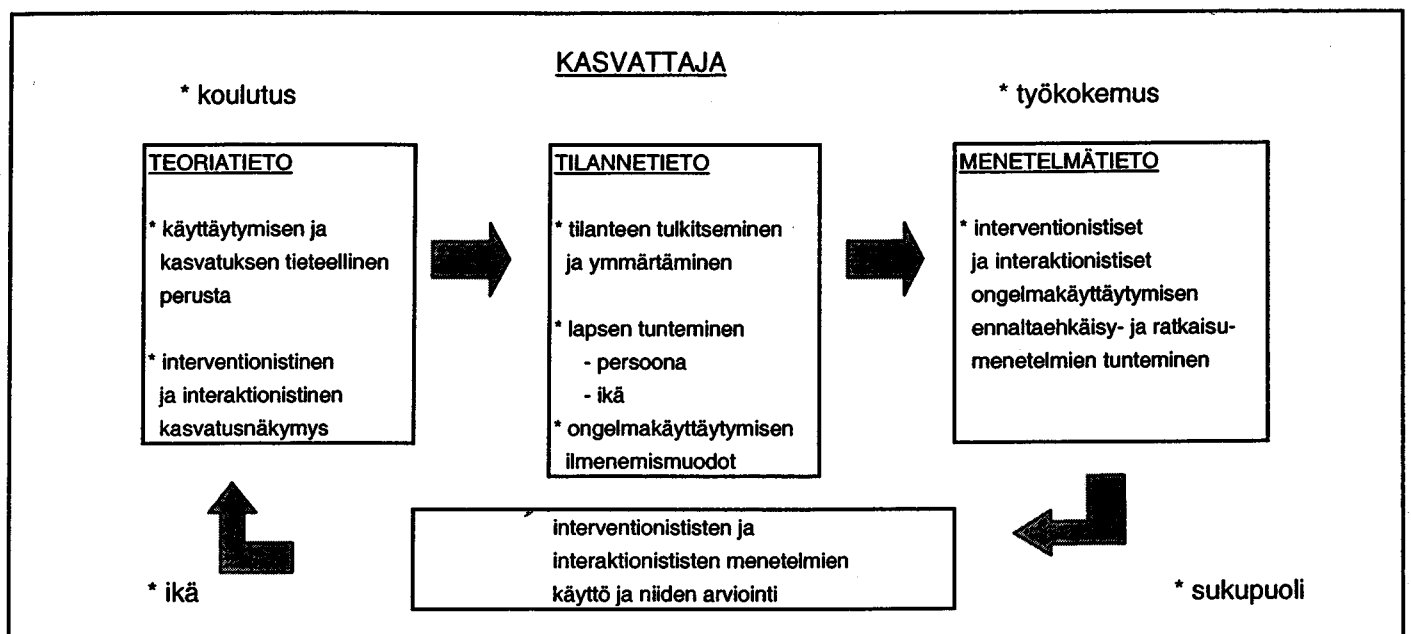 KASVATTAJA
* koulutus
* työkokemus
TEORIATIETO
* käyttäytymisen ja
kasvatuksen tieteellinen
perusta
* interventionistinen
ja interaktionistinen
kasvatusnäkymys
TILANNETIETO
* tilanteen tulkitseminen
ja ymmärtäminen
* lapsen tunteminen
- persoona
- ikä
* ongelmakäyttäytymisen
ilmenemismuodot
MENETELMÄTIETO
* interventionistiset
ja interaktionistiset
ongelmakäyttäytymisen
ennaltaehkäisy- ja ratkaisu-
menetelmien tunteminen
interventionististen ja
interaktionististen menetelmien
käyttö ja niiden arviointi
* ikä
* sukupuoli